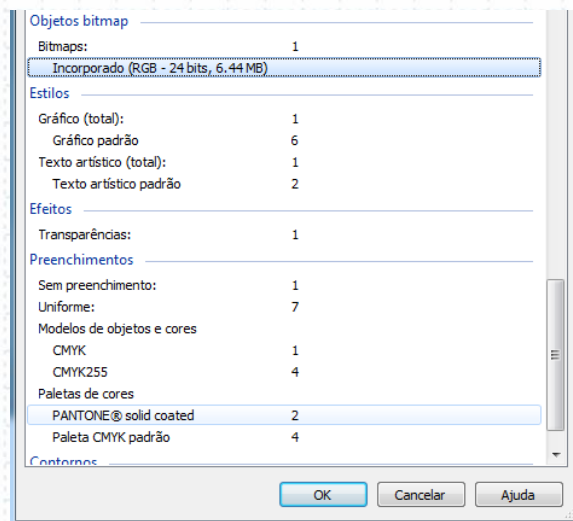 Objetos bitmap
Bitmaps: 1
Incorporado (RGB - 24 bits, 6.44 MB)
Estilos
Gráfico (total): 1
Gráfico padrão 6
Texto artístico (total): 1
Texto artístico padrão 2
Efeitos
Transparências: 1
Preenchimentos
Sem preenchimento: 1
Uniforme: 7
Modelos de objetos e cores
CMYK 1
CMYK255 4
Paletas de cores
PANTONE® solid coated 2
Paleta CMYK padrão 4
Contornos
OK Cancelar Ajuda